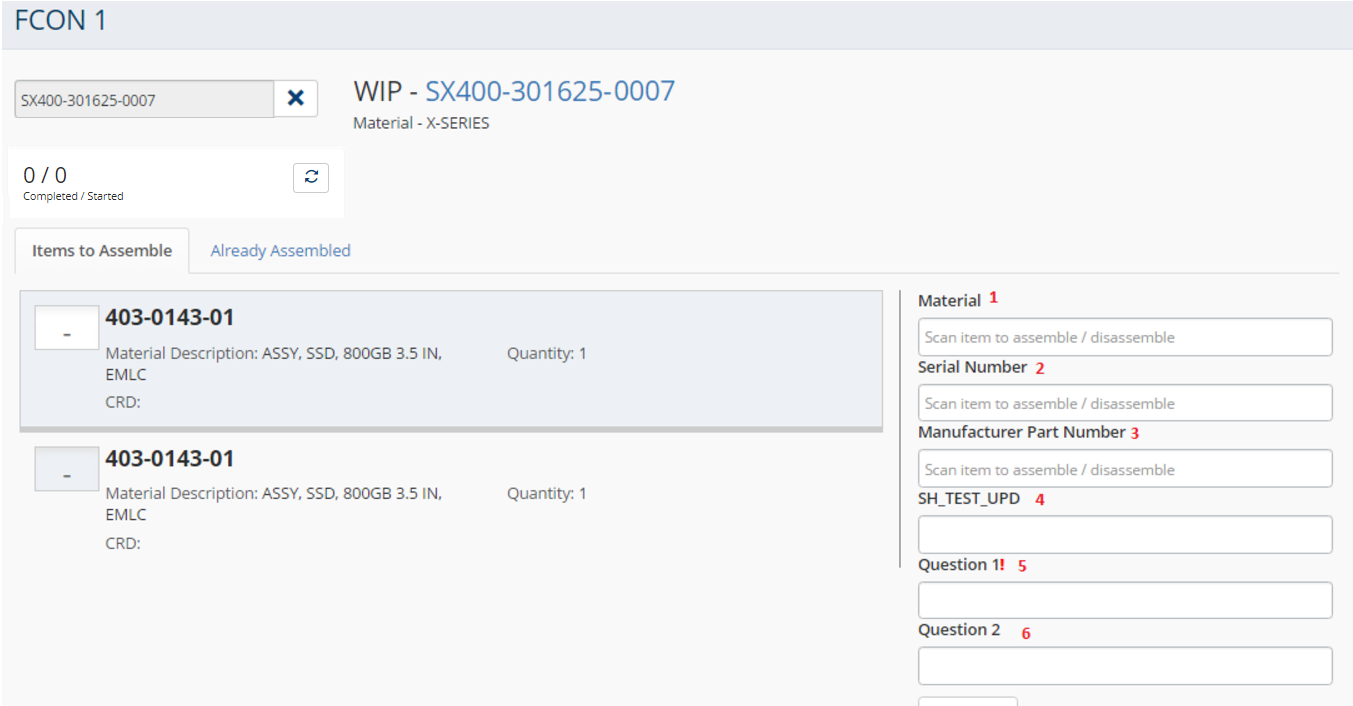 FCON 1
SX400-301625-0007
WIP - SX400-301625-0007
Material - X-SERIES
0 / 0
Completed / Started
Items to Assemble
Already Assembled
-
403-0143-01
Material Description: ASSY, SSD, 800GB 3.5 IN,
EMLC
Quantity: 1
CRD:
-
403-0143-01
Material Description: ASSY, SSD, 800GB 3.5 IN,
EMLC
Quantity: 1
CRD:
Material 1
Scan item to assemble / disassemble
Serial Number 2
Scan item to assemble / disassemble
Manufacturer Part Number 3
Scan item to assemble / disassemble
SH_TEST_UPD 4
Question 1! 5
Question 2 6